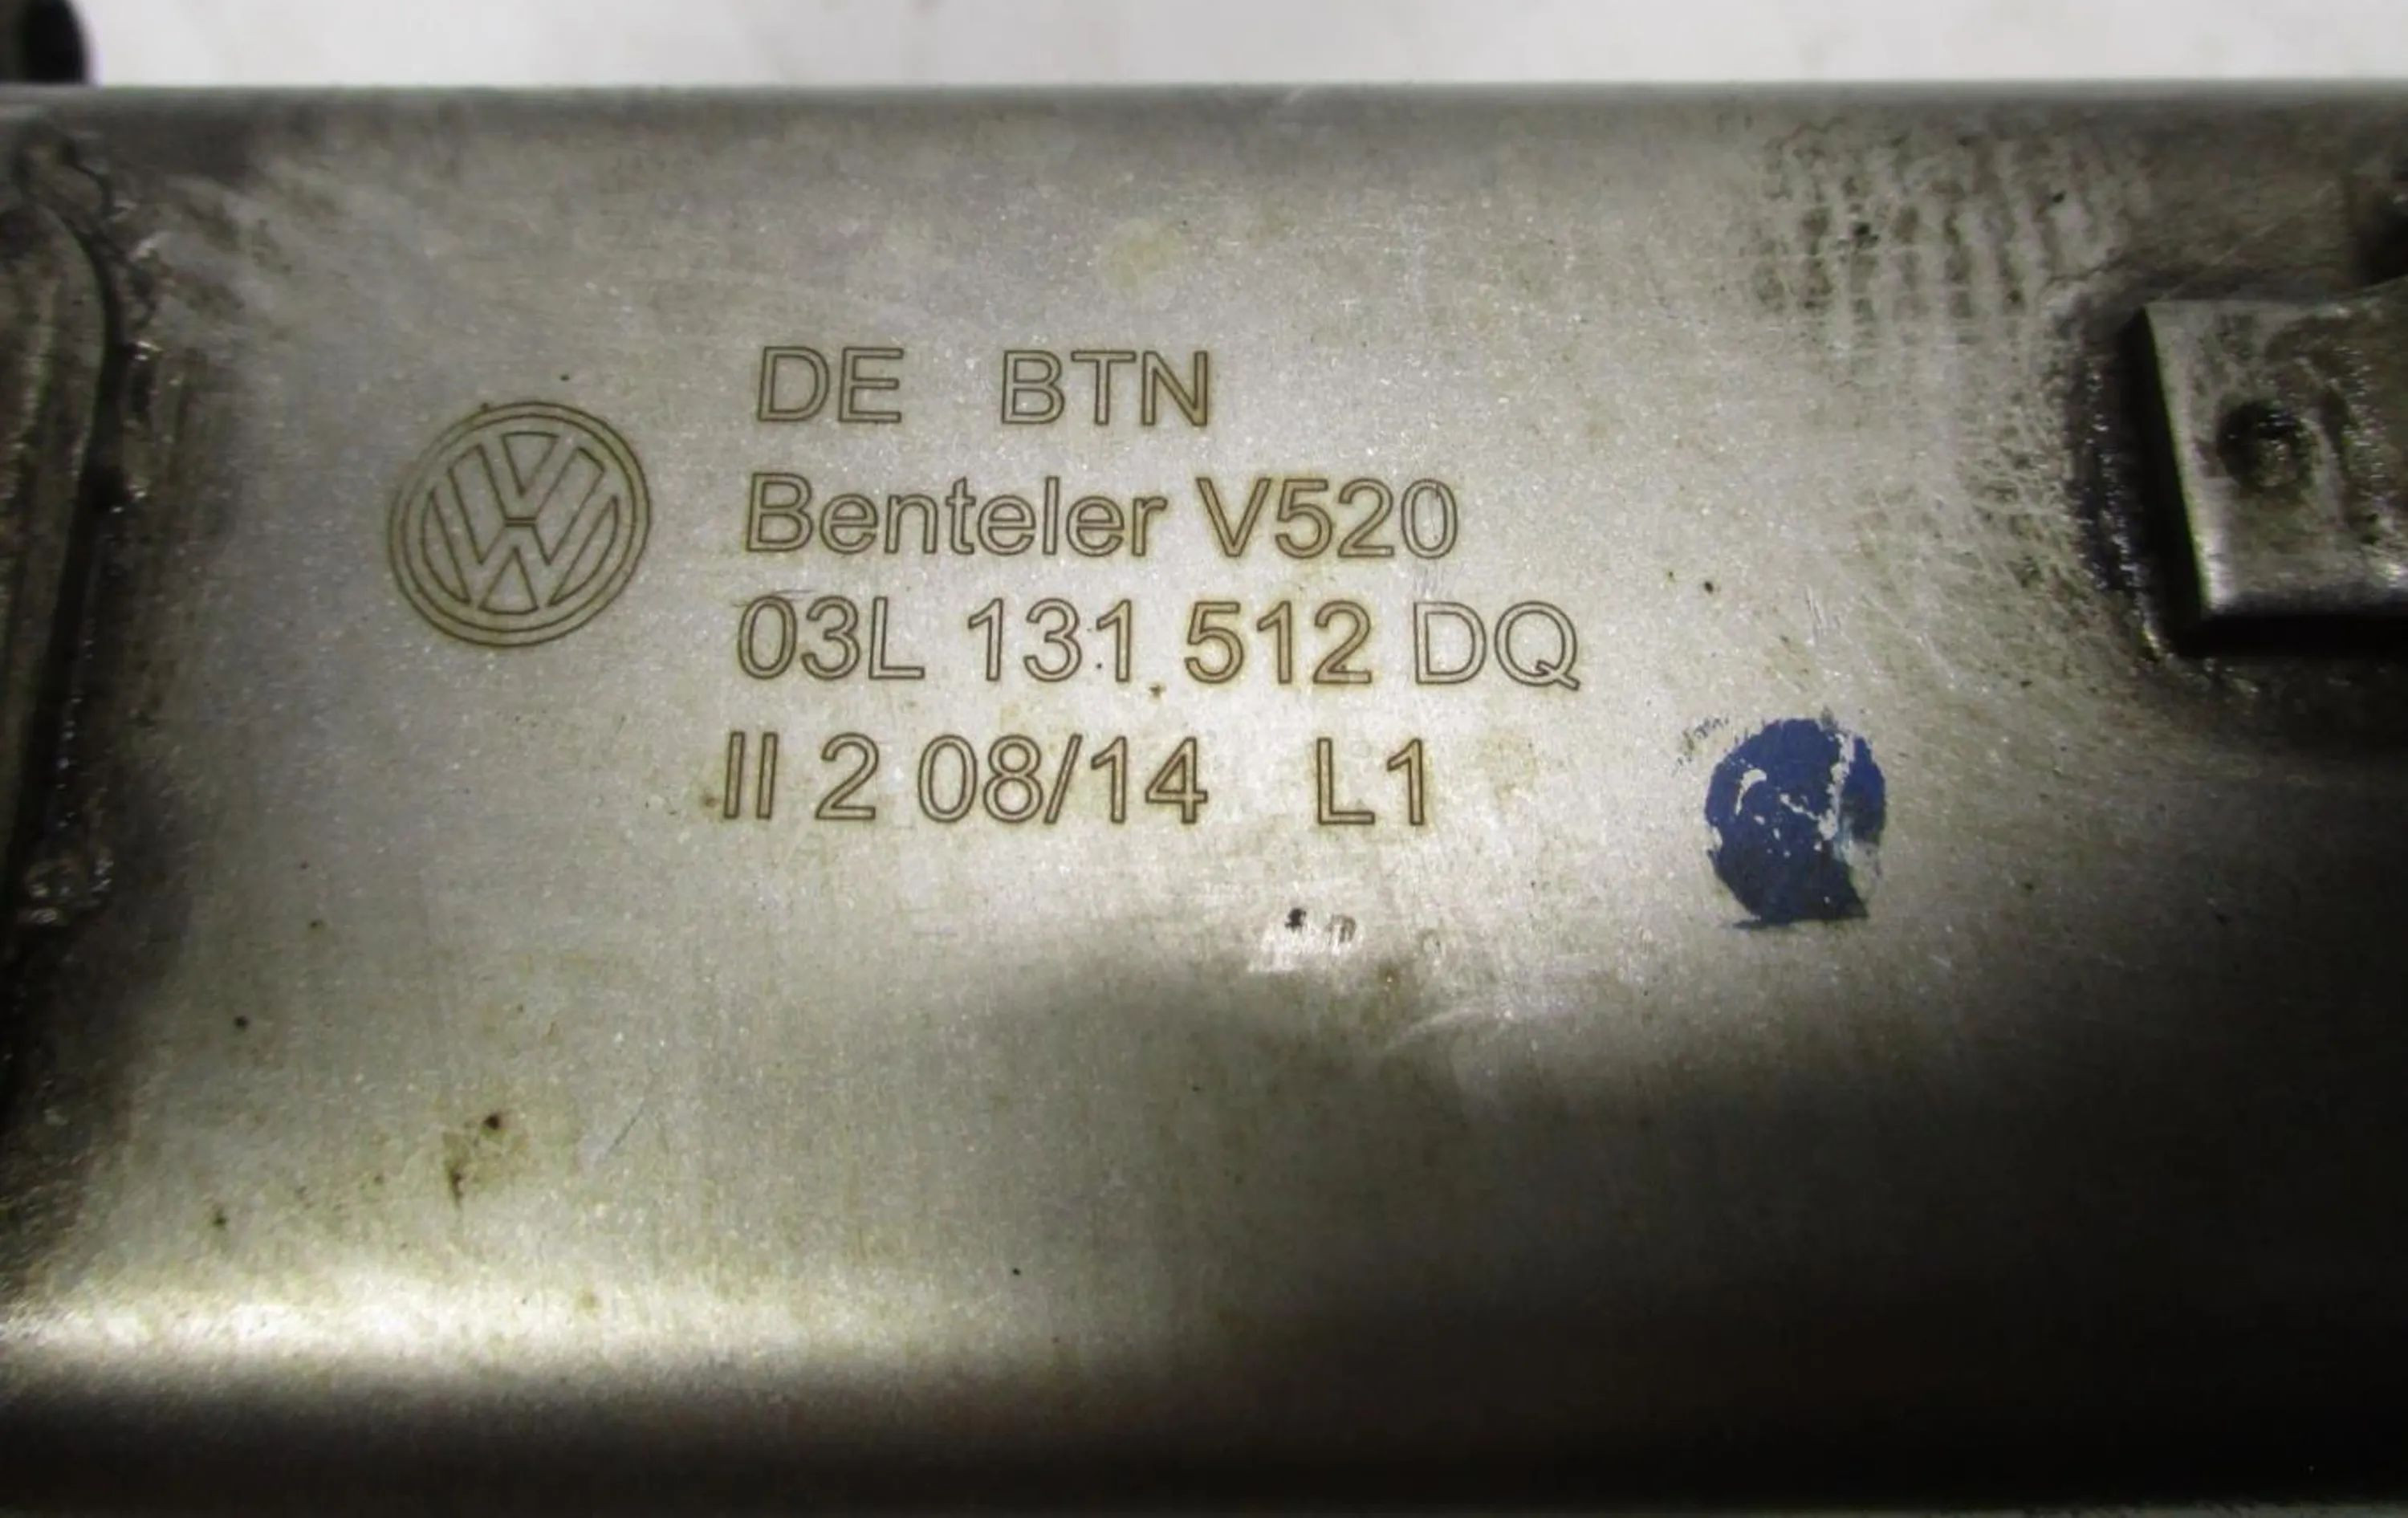 DE BTN
Benteler V520
03L 131 512 DQ
II 2 08/14 L1